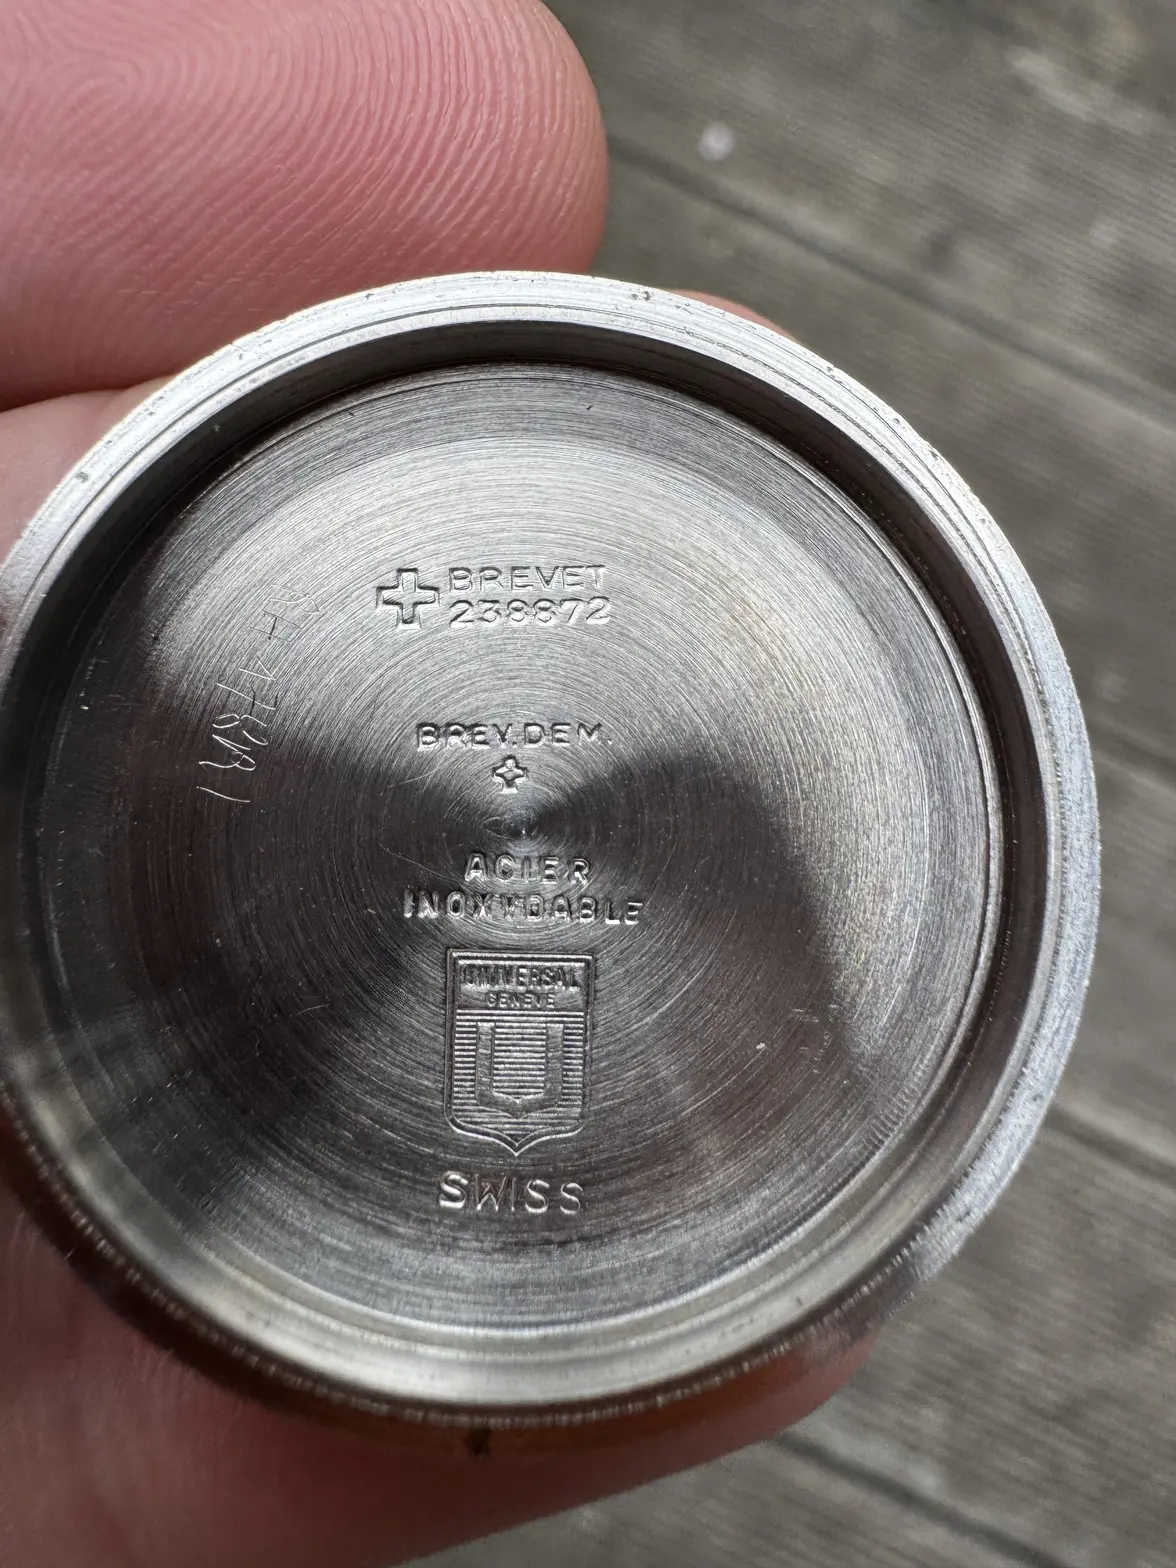 BREVET
238872
BREV.DEM.
ACIER
INOXYDABLE
UNIVERSAL
GENEVE
SWISS